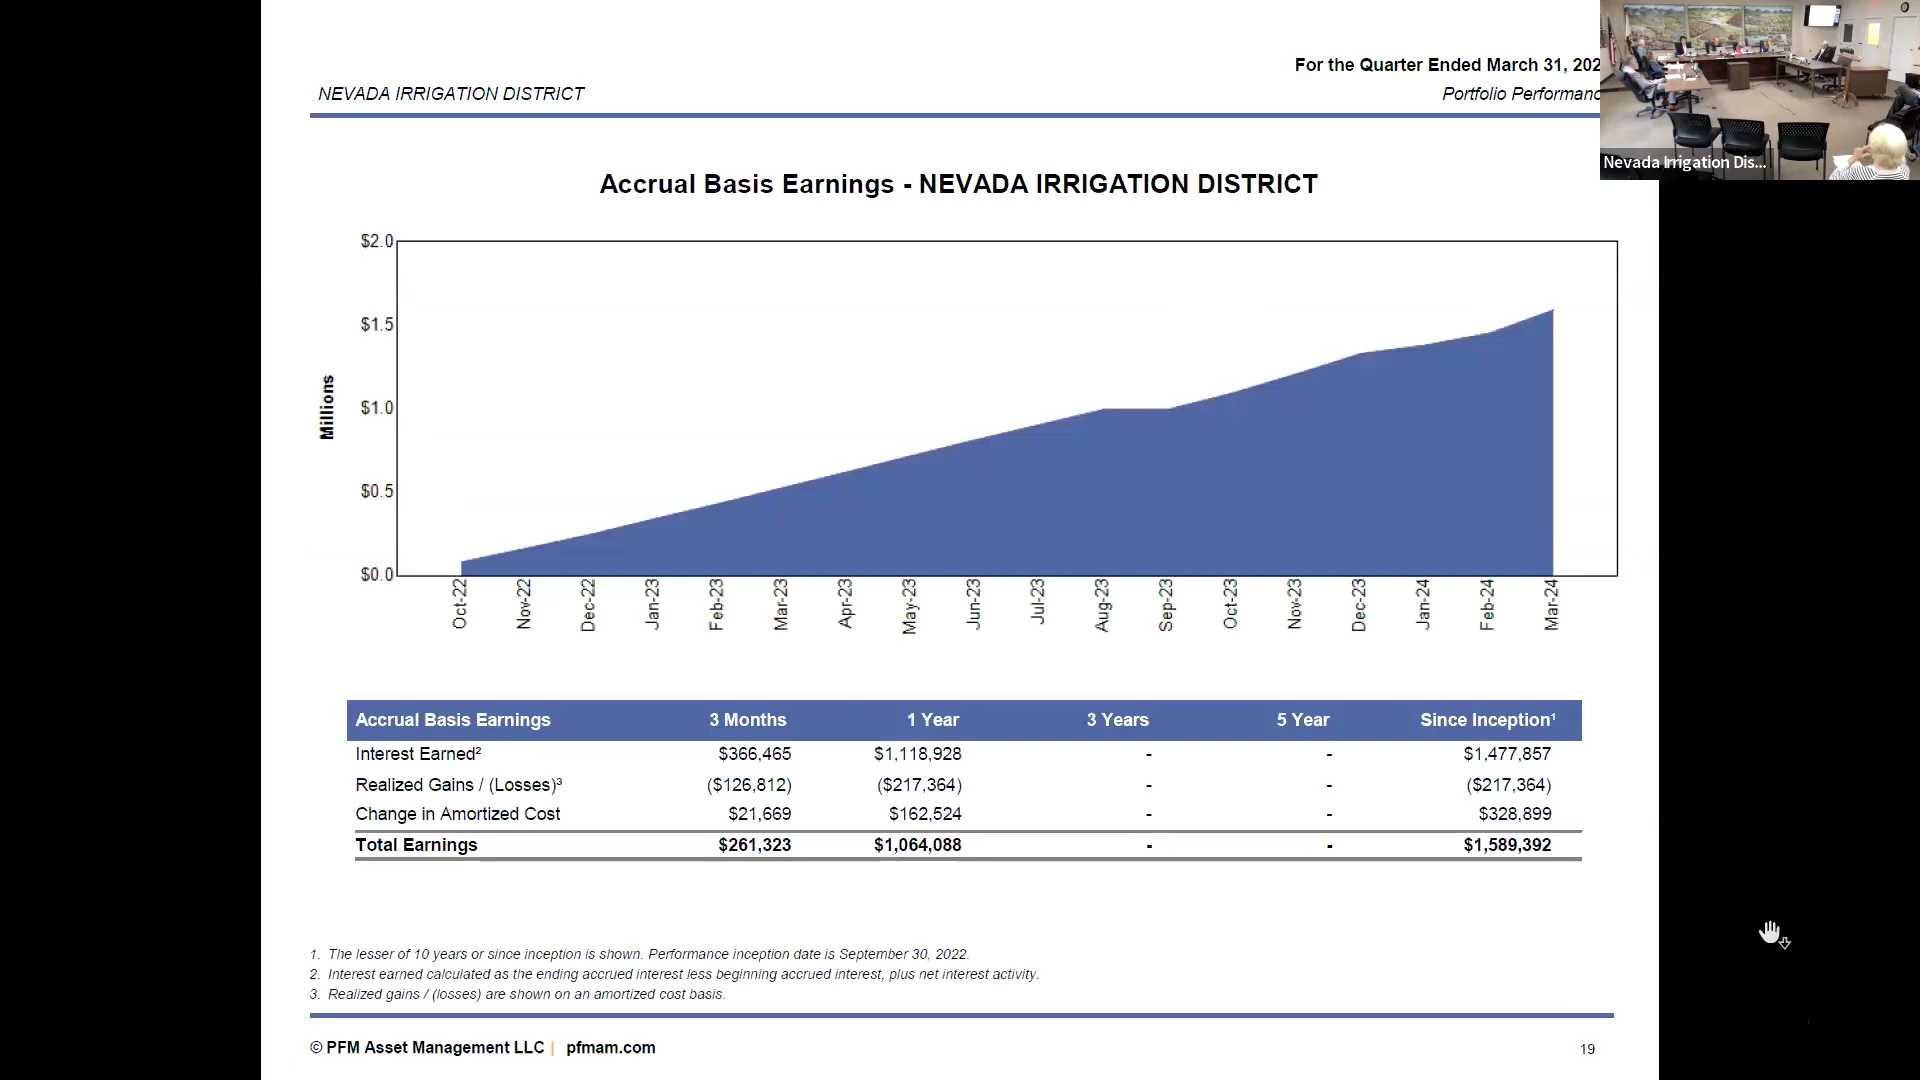 For the Quarter Ended March 31, 202
NEVADA IRRIGATION DISTRICT
Portfolio Performanc
Nevada Irrigation Dis...
Accrual Basis Earnings - NEVADA IRRIGATION DISTRICT
$2.0
$1.5
$1.0
$0.5
$0.0
Millions
Oct-22 Nov-22 Dec-22 Jan-23 Feb-23 Mar-23 Apr-23 May-23 Jun-23 Jul-23 Aug-23 Sep-23 Oct-23 Nov-23 Dec-23 Jan-24 Feb-24 Mar-24
Accrual Basis Earnings 3 Months 1 Year 3 Years 5 Year Since Inception¹
Interest Earned² $366,465 $1,118,928 - - $1,477,857
Realized Gains / (Losses)³ ($126,812) ($217,364) - - ($217,364)
Change in Amortized Cost $21,669 $162,524 - - $328,899
Total Earnings $261,323 $1,064,088 - - $1,589,392
1. The lesser of 10 years or since inception is shown. Performance inception date is September 30, 2022.
2. Interest earned calculated as the ending accrued interest less beginning accrued interest, plus net interest activity.
3. Realized gains / (losses) are shown on an amortized cost basis.
© PFM Asset Management LLC | pfmam.com
19